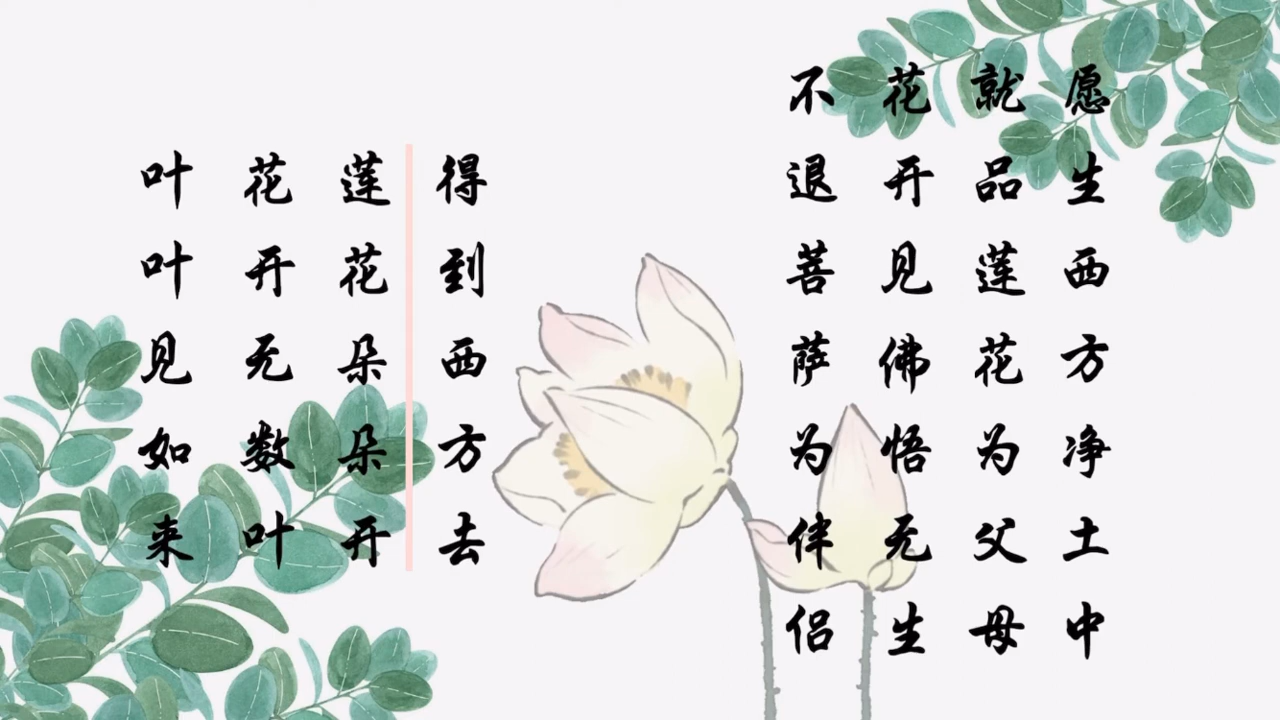 愿生西方净土中
就品莲花为父母
花开见佛悟无生
不退菩萨为伴侣
得到西方去
莲花朵朵开
花开无数叶
叶叶见如来